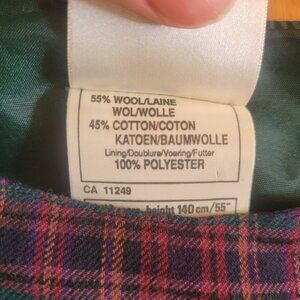 55% WOOL/LAINE
WOL/WOLLE
45% COTTON/COTON
KATOEN/BAUMWOLLE
Lining/Doublure/Voering/Futter
100% POLYESTER
CA 11249
height 140 cm/55"